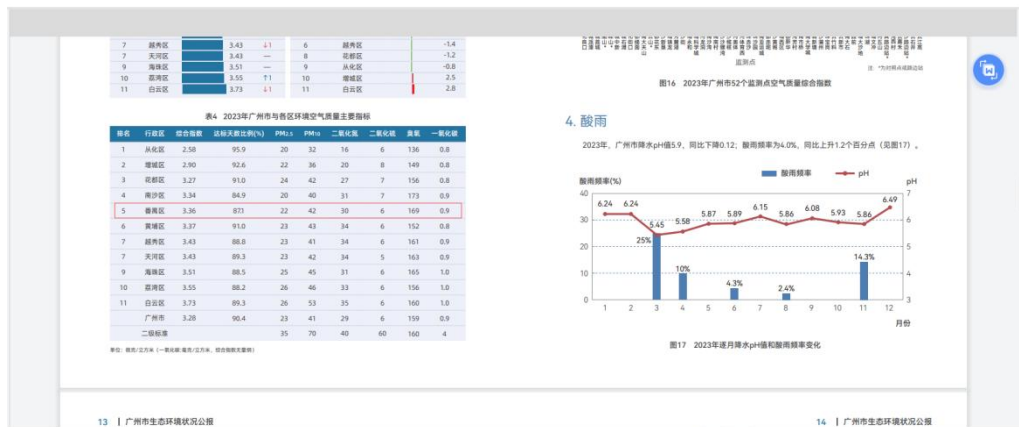 7 越秀区 3.43 ↓1 6 越秀区 -1.4
7 天河区 3.43 — 8 花都区 -1.2
9 海珠区 3.51 — 9 从化区 -0.8
10 荔湾区 3.55 ↑1 10 增城区 2.5
11 白云区 3.73 ↓1 11 白云区 2.8
表4 2023年广州市与各区环境空气质量主要指标
排名 行政区 综合指数 达标天数比例(%) PM2.5 PM10 二氧化氮 二氧化硫 臭氧 一氧化碳
1 从化区 2.58 95.9 20 32 16 6 136 0.8
2 增城区 2.90 92.6 22 36 20 8 149 0.8
3 花都区 3.27 91.0 24 42 27 7 156 0.8
4 南沙区 3.34 84.9 20 40 31 7 173 0.9
5 番禺区 3.36 87.1 22 42 30 6 169 0.9
6 黄埔区 3.37 91.0 23 43 34 6 152 0.8
7 越秀区 3.43 88.8 23 41 34 6 161 0.9
7 天河区 3.43 89.3 23 42 34 5 163 0.9
9 海珠区 3.51 88.5 25 45 31 6 165 1.0
10 荔湾区 3.55 88.2 26 46 33 6 156 1.0
11 白云区 3.73 89.3 26 53 35 6 160 1.0
广州市 3.28 90.4 23 41 29 6 159 0.9
二级标准 35 70 40 60 160 4
单位：微克/立方米（一氧化碳:毫克/立方米，综合指数无量纲）
监测点
图16 2023年广州市52个监测点空气质量综合指数
4. 酸雨
2023年，广州市降水pH值5.9，同比下降0.12；酸雨频率为4.0%，同比上升1.2个百分点（见图17）。
酸雨频率 pH
酸雨频率(%) pH
40 7
30 6
20 5
10 4
0 3
6.24 6.24 5.45 5.58 5.87 5.89 6.15 5.86 6.08 5.93 5.86 6.49
25% 10% 4.3% 2.4% 14.3%
1 2 3 4 5 6 7 8 9 10 11 12
月份
图17 2023年逐月降水pH值和酸雨频率变化
13 | 广州市生态环境状况公报
14 | 广州市生态环境状况公报